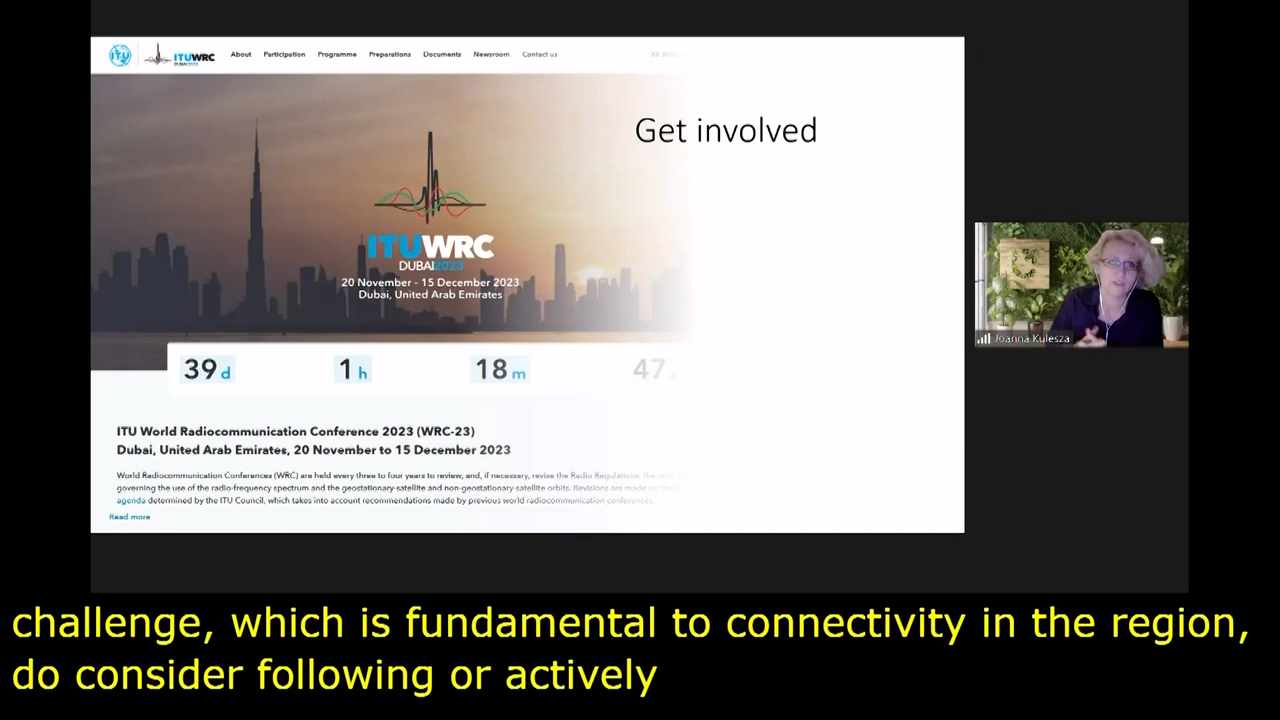 ITU
ITUWRC
DUBAI2023
About Participation Programme Preparations Documents Newsroom Contact us
Get involved
ITUWRC
DUBAI2023
20 November - 15 December 2023
Dubai, United Arab Emirates
39 d 1 h 18 m 47
ITU World Radiocommunication Conference 2023 (WRC-23)
Dubai, United Arab Emirates, 20 November to 15 December 2023
World Radiocommunication Conferences (WRC) are held every three to four years to review, and, if necessary, revise the Radio Regulations, the
governing the use of the radio-frequency spectrum and the geostationary-satellite and non-geostationary-satellite orbits. Revisions are made on the
agenda determined by the ITU Council, which takes into account recommendations made by previous world radiocommunication conferences.
Read more
Joanna Kulesza
challenge, which is fundamental to connectivity in the region,
do consider following or actively